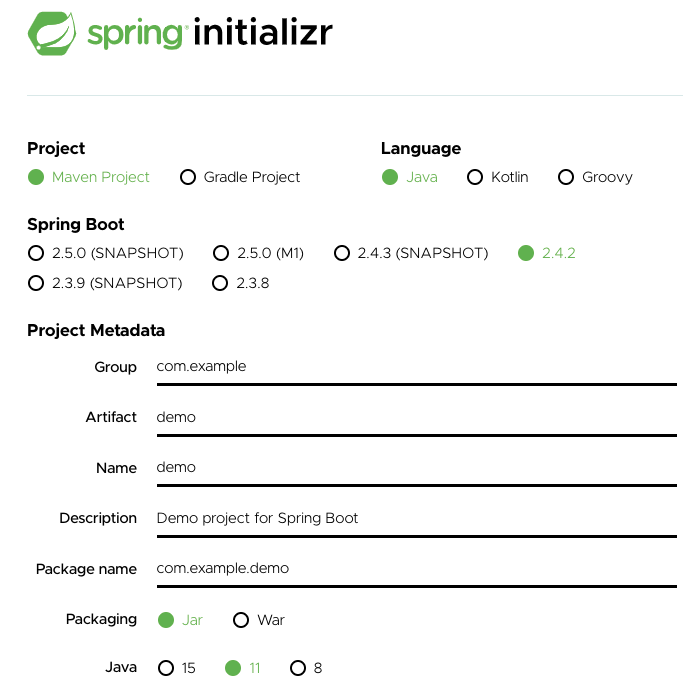 spring initializr
Project
Language
Maven Project Gradle Project
Java Kotlin Groovy
Spring Boot
2.5.0 (SNAPSHOT) 2.5.0 (M1) 2.4.3 (SNAPSHOT) 2.4.2
2.3.9 (SNAPSHOT) 2.3.8
Project Metadata
Group com.example
Artifact demo
Name demo
Description Demo project for Spring Boot
Package name com.example.demo
Packaging Jar War
Java 15 11 8